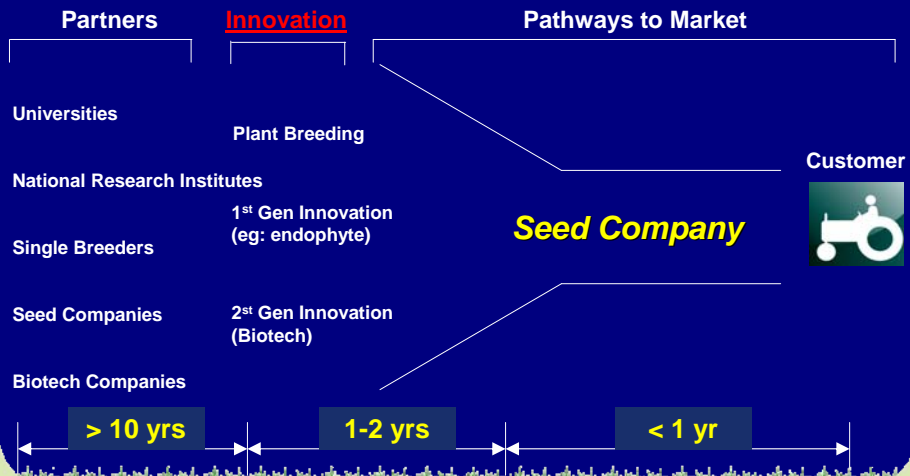 Partners
Innovation
Pathways to Market
Universities
Plant Breeding
National Research Institutes
1st Gen Innovation
(eg: endophyte)
Single Breeders
Seed Companies
2st Gen Innovation
(Biotech)
Biotech Companies
Seed Company
Customer
> 10 yrs
1-2 yrs
< 1 yr